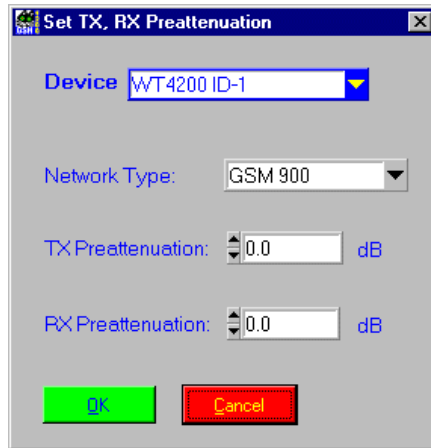 GSM Set TX, RX Preattenuation
Device WT4200 ID-1
Network Type: GSM 900
TX Preattenuation: 0.0 dB
RX Preattenuation: 0.0 dB
OK Cancel